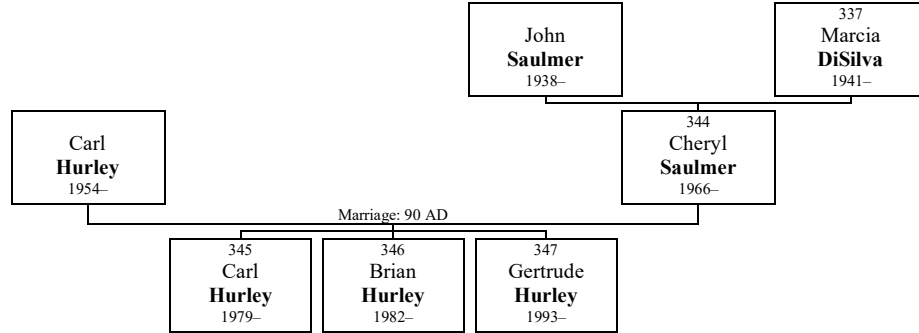 John
Saulmer
1938–
337
Marcia
DiSilva
1941–
Carl
Hurley
1954–
344
Cheryl
Saulmer
1966–
Marriage: 90 AD
345
Carl
Hurley
1979–
346
Brian
Hurley
1982–
347
Gertrude
Hurley
1993–